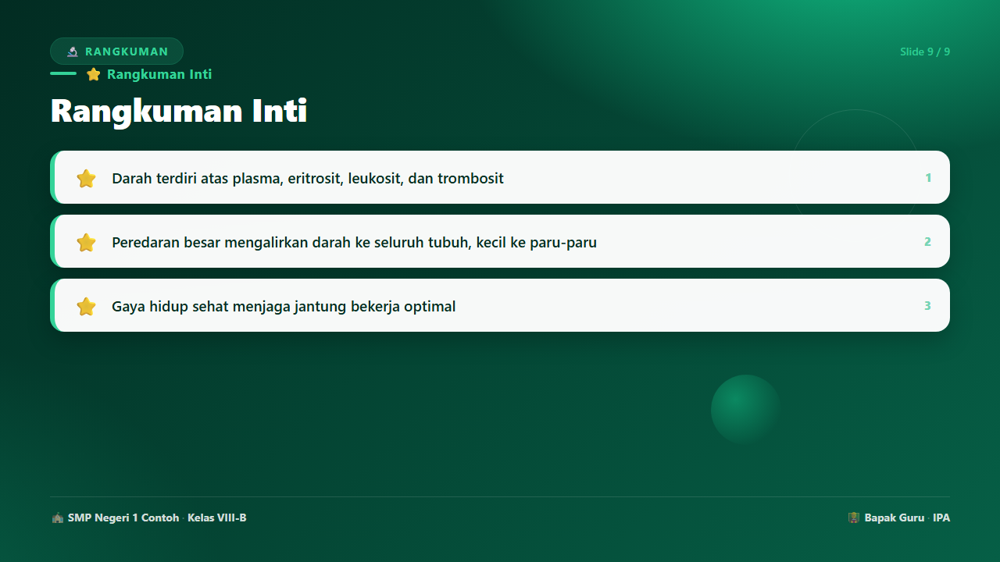 RANGKUMAN
Slide 9 / 9
Rangkuman Inti
Rangkuman Inti
Darah terdiri atas plasma, eritrosit, leukosit, dan trombosit
1
Peredaran besar mengalirkan darah ke seluruh tubuh, kecil ke paru-paru
2
Gaya hidup sehat menjaga jantung bekerja optimal
3
SMP Negeri 1 Contoh · Kelas VIII-B
Bapak Guru · IPA